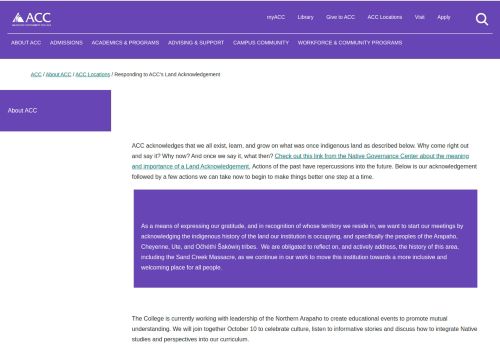 ACC
myACC Library Give to ACC ACC Locations Visit Apply
ABOUT ACC ADMISSIONS ACADEMICS & PROGRAMS ADVISING & SUPPORT CAMPUS COMMUNITY WORKFORCE & COMMUNITY PROGRAMS
ACC / About ACC / ACC Locations / Responding to ACC's Land Acknowledgement
About ACC
ACC acknowledges that we all exist, learn, and grow on what was once indigenous land as described below. Why come right out
and say it? Why now? And once we say it, what then? Check out this link from the Native Governance Center about the meaning
and importance of a Land Acknowledgement. Actions of the past have repercussions into the future. Below is our acknowledgement
followed by a few actions we can take now to begin to make things better one step at a time.
As a means of expressing our gratitude, and in recognition of whose territory we reside in, we want to start our meetings by
acknowledging the indigenous history of the land our institution is occupying, and specifically the peoples of the Arapaho,
Cheyenne, Ute, and Očhéthi Šakówiŋ tribes. We are obligated to reflect on, and actively address, the history of this area,
including the Sand Creek Massacre, as we continue in our work to move this institution towards a more inclusive and
welcoming place for all people.
The College is currently working with leadership of the Northern Arapaho to create educational events to promote mutual
understanding. We will join together October 10 to celebrate culture, listen to informative stories and discuss how to integrate Native
studies and perspectives into our curriculum.